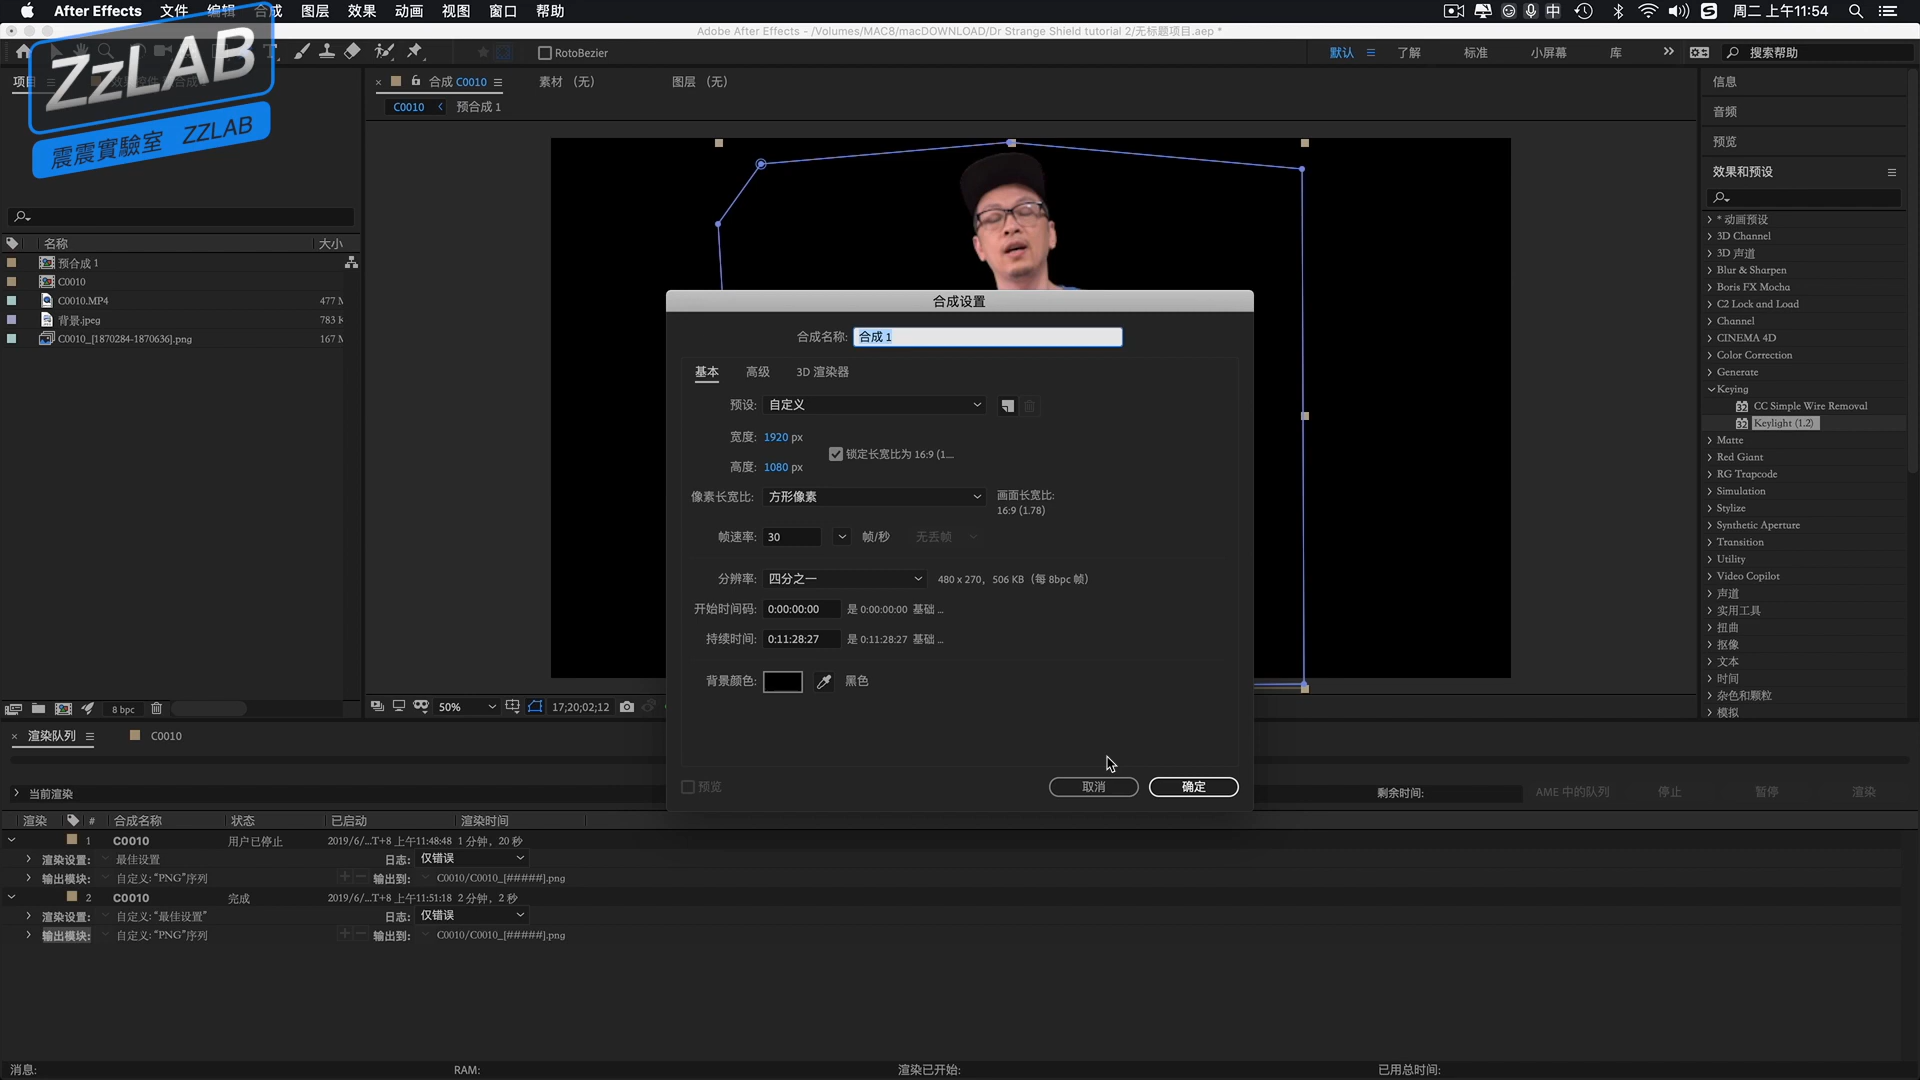 After Effects 文件 编辑 合成 图层 效果 动画 视图 窗口 帮助 中 周二 上午11:54
Adobe After Effects - /Volumes/MAC8/macDOWNLOAD/Dr Strange Shield tutorial 2/无标题项目.aep *
RotoBezier 默认 了解 标准 小屏幕 库 搜索帮助
ZzLAB
震震實驗室 ZZLAB
项目
合成 C0010 素材 (无) 图层 (无)
C0010 预合成 1
信息
音频
预览
效果和预设
名称 大小
预合成 1
C0010
C0010.MP4 477 M
背景.jpeg 783 K
C0010_[1870284-1870636].png 167 M
* 动画预设
3D Channel
3D 声道
Blur & Sharpen
Boris FX Mocha
C2 Lock and Load
Channel
CINEMA 4D
Color Correction
Generate
Keying
CC Simple Wire Removal
Keylight (1.2)
Matte
Red Giant
RG Trapcode
Simulation
Stylize
Synthetic Aperture
Transition
Utility
Video Copilot
声道
实用工具
扭曲
抠像
文本
时间
杂色和颗粒
模拟
合成设置
合成名称: 合成 1
基本 高级 3D 渲染器
预设: 自定义
宽度: 1920 px
锁定长宽比为 16:9 (1...
高度: 1080 px
像素长宽比: 方形像素 画面长宽比:
16:9 (1.78)
帧速率: 30 帧/秒 无丢帧
分辨率: 四分之一 480 x 270，506 KB（每 8bpc 帧）
开始时间码: 0:00:00:00 是 0:00:00:00 基础 ...
持续时间: 0:11:28:27 是 0:11:28:27 基础 ...
背景颜色: 黑色
预览 取消 确定
8 bpc
50% 17;20;02;12
渲染队列 C0010
当前渲染 剩余时间: AME 中的队列 停止 暂停 渲染
渲染 # 合成名称 状态 已启动 渲染时间
1 C0010 用户已停止 2019/6/...T+8 上午11:48:48 1 分钟，20 秒
渲染设置: 最佳设置 日志: 仅错误
输出模块: 自定义: “PNG”序列 输出到: C0010/C0010_[#####].png
2 C0010 完成 2019/6/...T+8 上午11:51:18 2 分钟，2 秒
渲染设置: 自定义: “最佳设置” 日志: 仅错误
输出模块: 自定义: “PNG”序列 输出到: C0010/C0010_[#####].png
消息: RAM: 渲染已开始: 已用总时间: